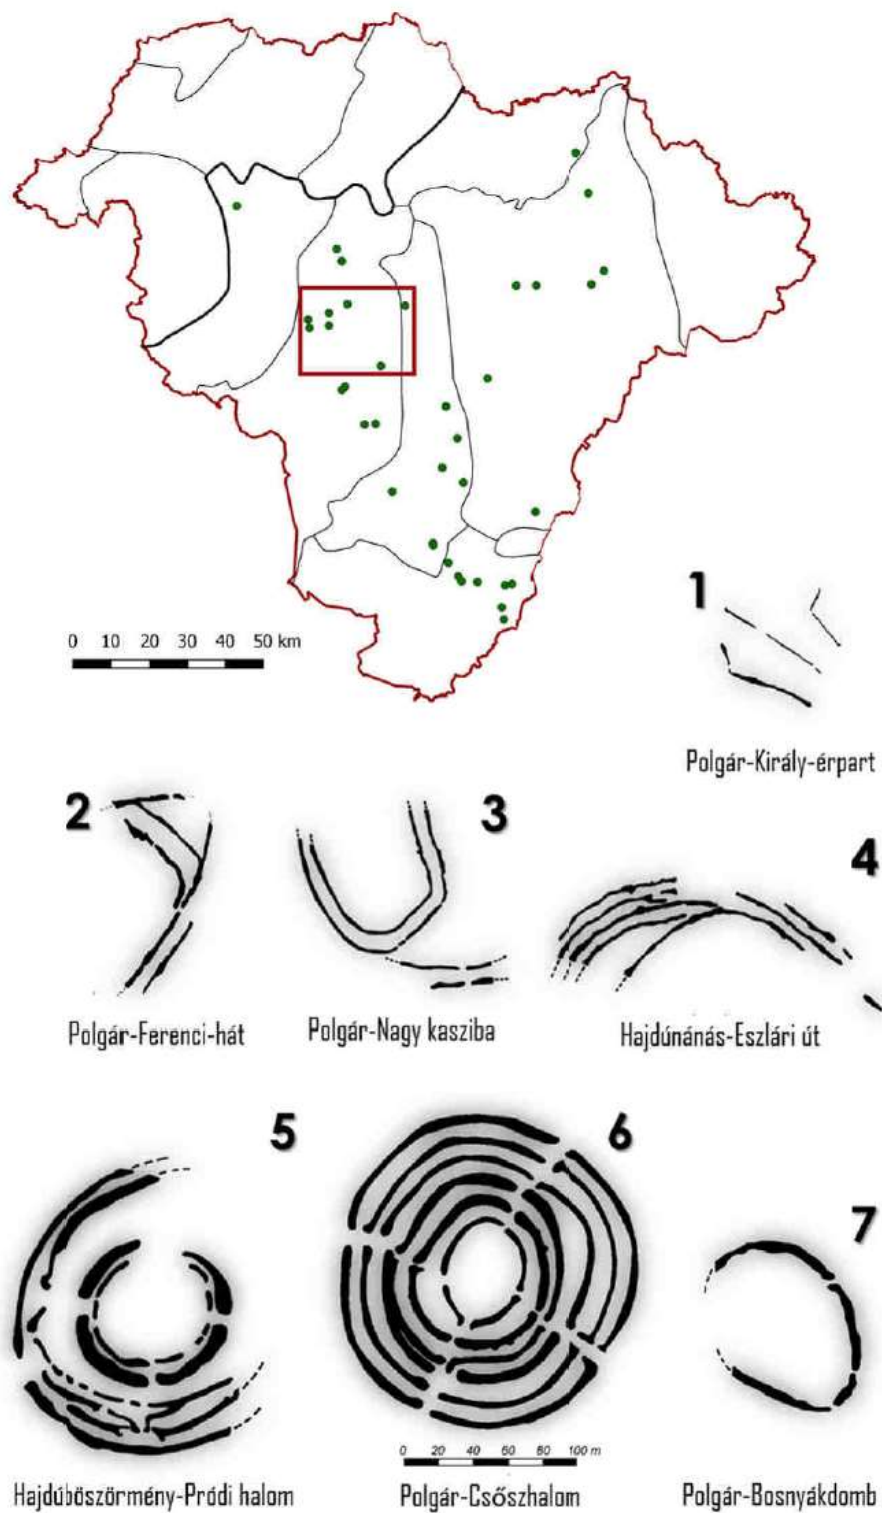 0 10 20 30 40 50 km
1
Polgár-Király-érpart
2
Polgár-Ferenci-hát
3
Polgár-Nagy kasziba
4
Hajdúnánás-Eszlári út
5
Hajdúböszörmény-Pródi halom
6
0 20 40 60 80 100 m
Polgár-Csőszhalom
7
Polgár-Bosnyákdomb